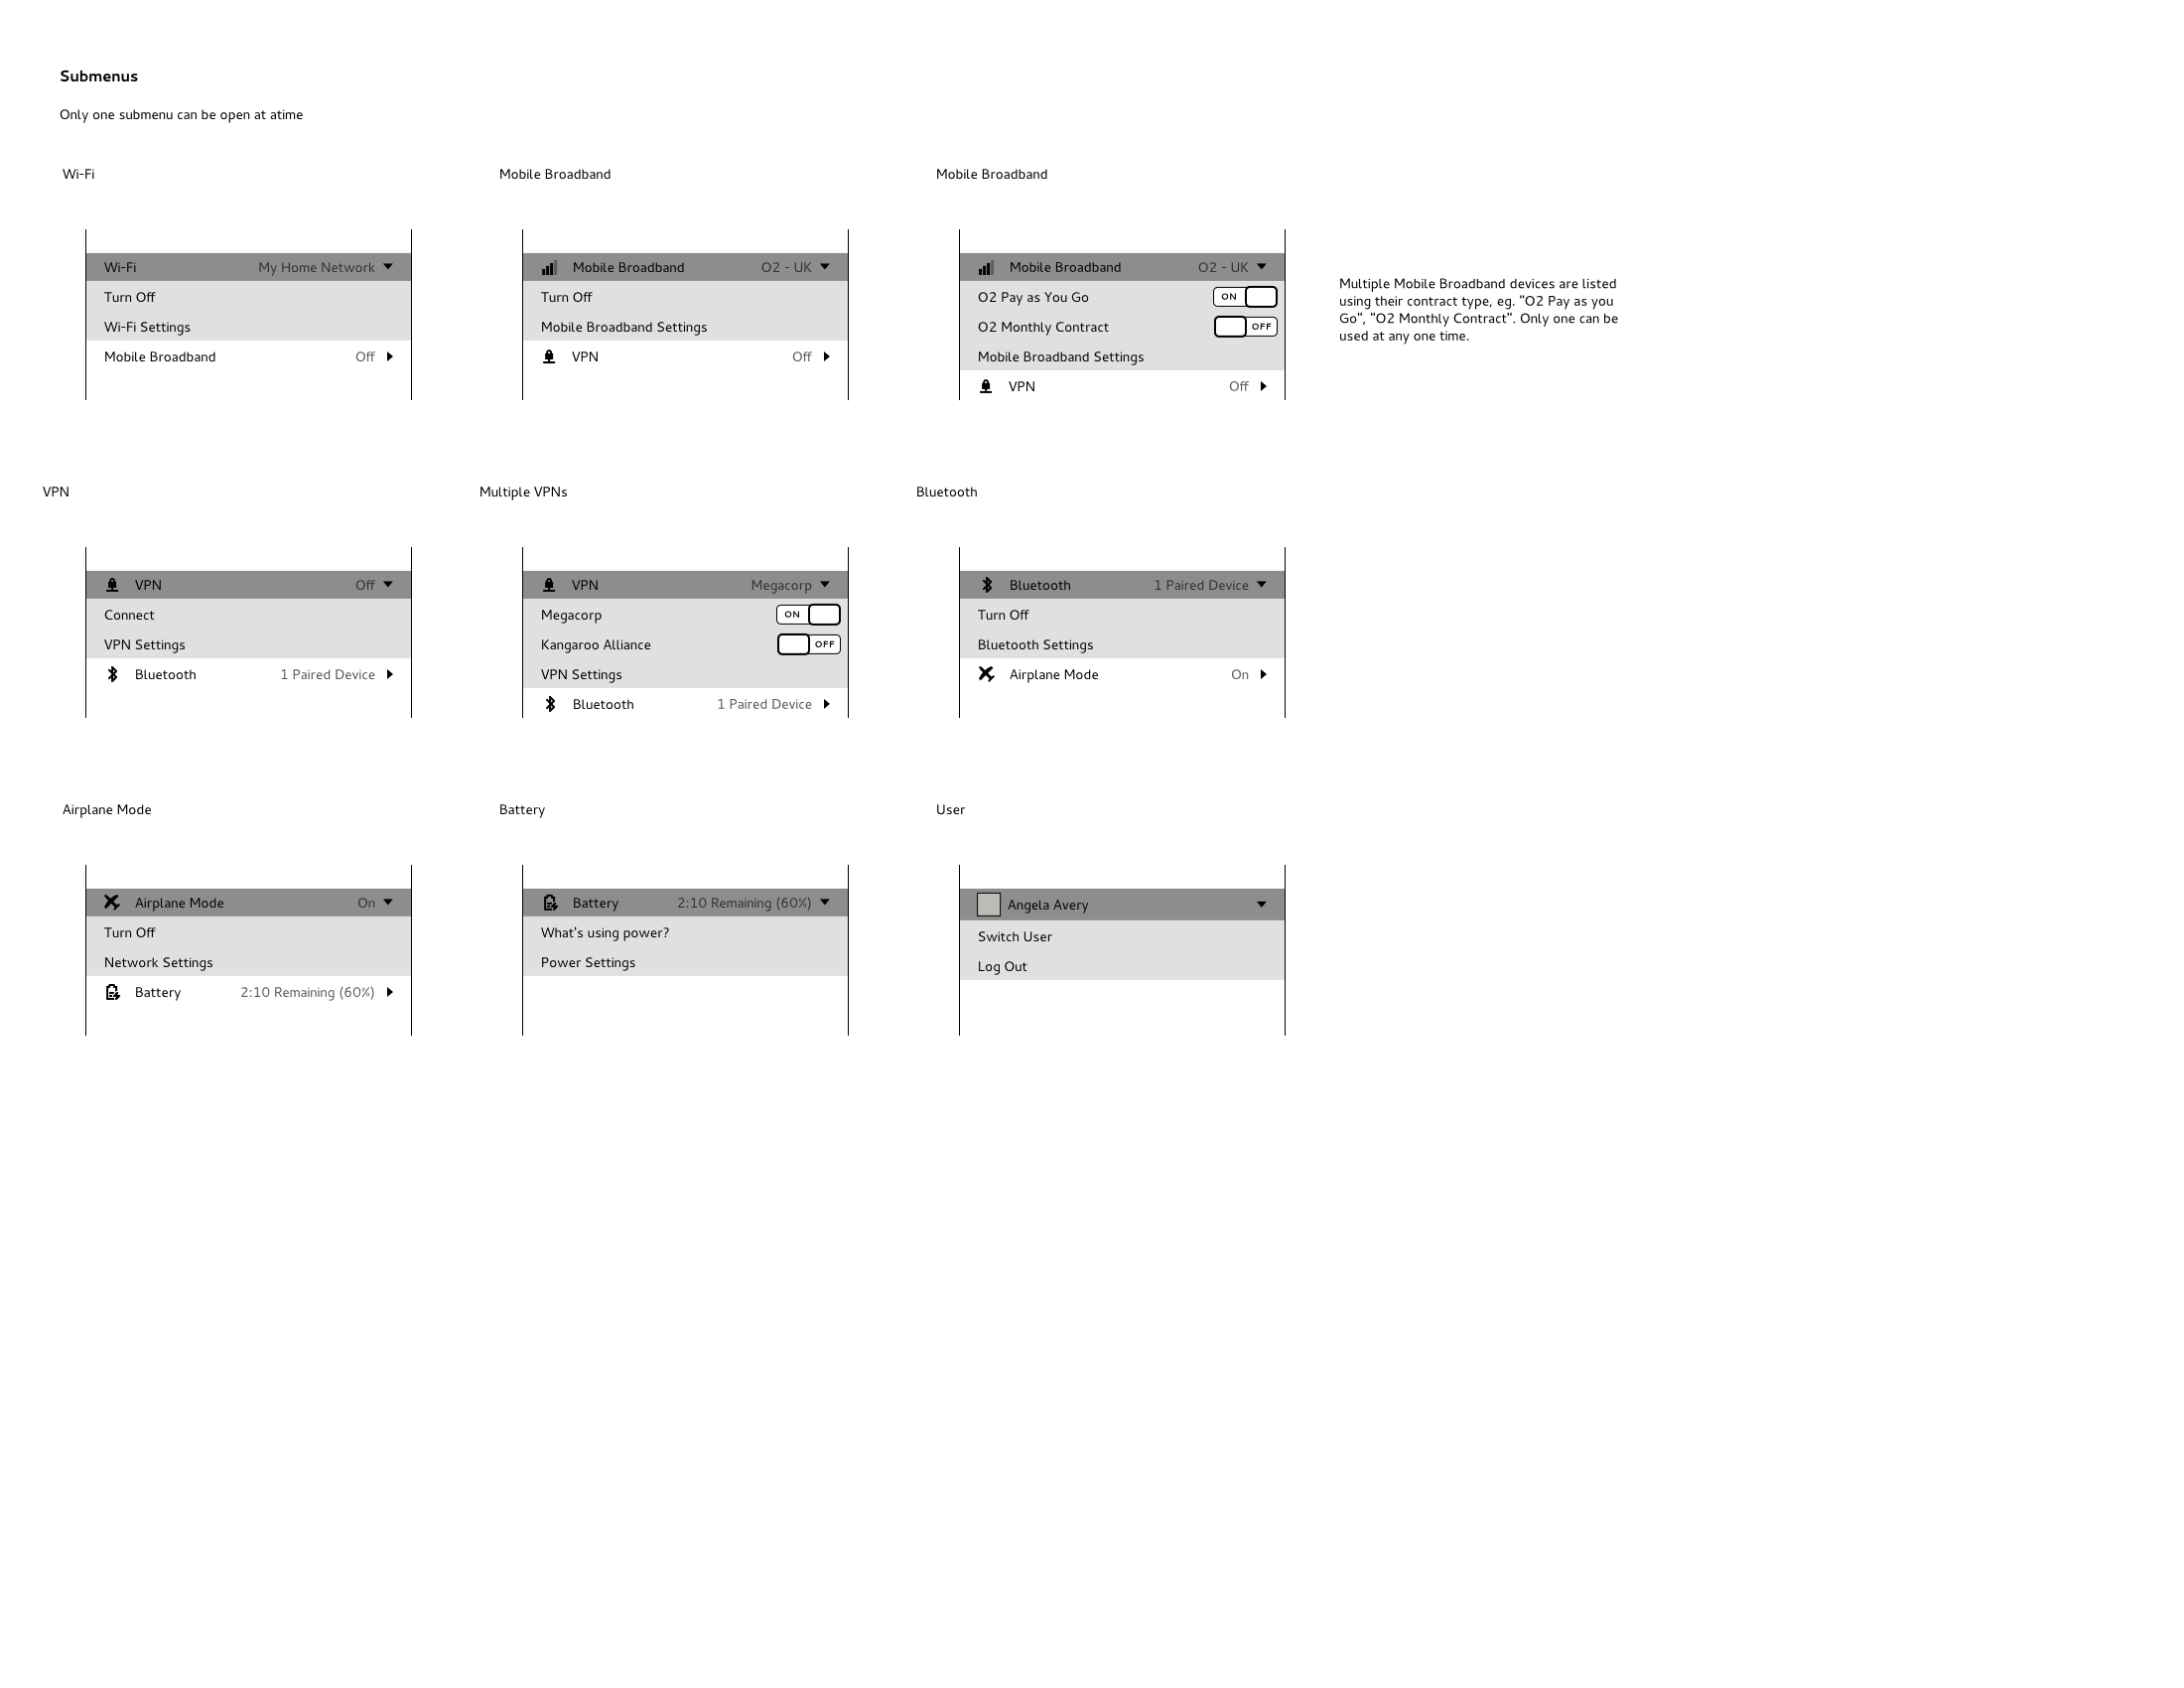 Submenus
Only one submenu can be open at atime
Wi-Fi
Mobile Broadband
Mobile Broadband
Wi-Fi My Home Network
Turn Off
Wi-Fi Settings
Mobile Broadband Off
Mobile Broadband O2 - UK
Turn Off
Mobile Broadband Settings
VPN Off
Mobile Broadband O2 - UK
O2 Pay as You Go ON
O2 Monthly Contract OFF
Mobile Broadband Settings
VPN Off
Multiple Mobile Broadband devices are listed
using their contract type, eg. "O2 Pay as you
Go", "O2 Monthly Contract". Only one can be
used at any one time.
VPN
Multiple VPNs
Bluetooth
VPN Off
Connect
VPN Settings
Bluetooth 1 Paired Device
VPN Megacorp
Megacorp ON
Kangaroo Alliance OFF
VPN Settings
Bluetooth 1 Paired Device
Bluetooth 1 Paired Device
Turn Off
Bluetooth Settings
Airplane Mode On
Airplane Mode
Battery
User
Airplane Mode On
Turn Off
Network Settings
Battery 2:10 Remaining (60%)
Battery 2:10 Remaining (60%)
What's using power?
Power Settings
Angela Avery
Switch User
Log Out